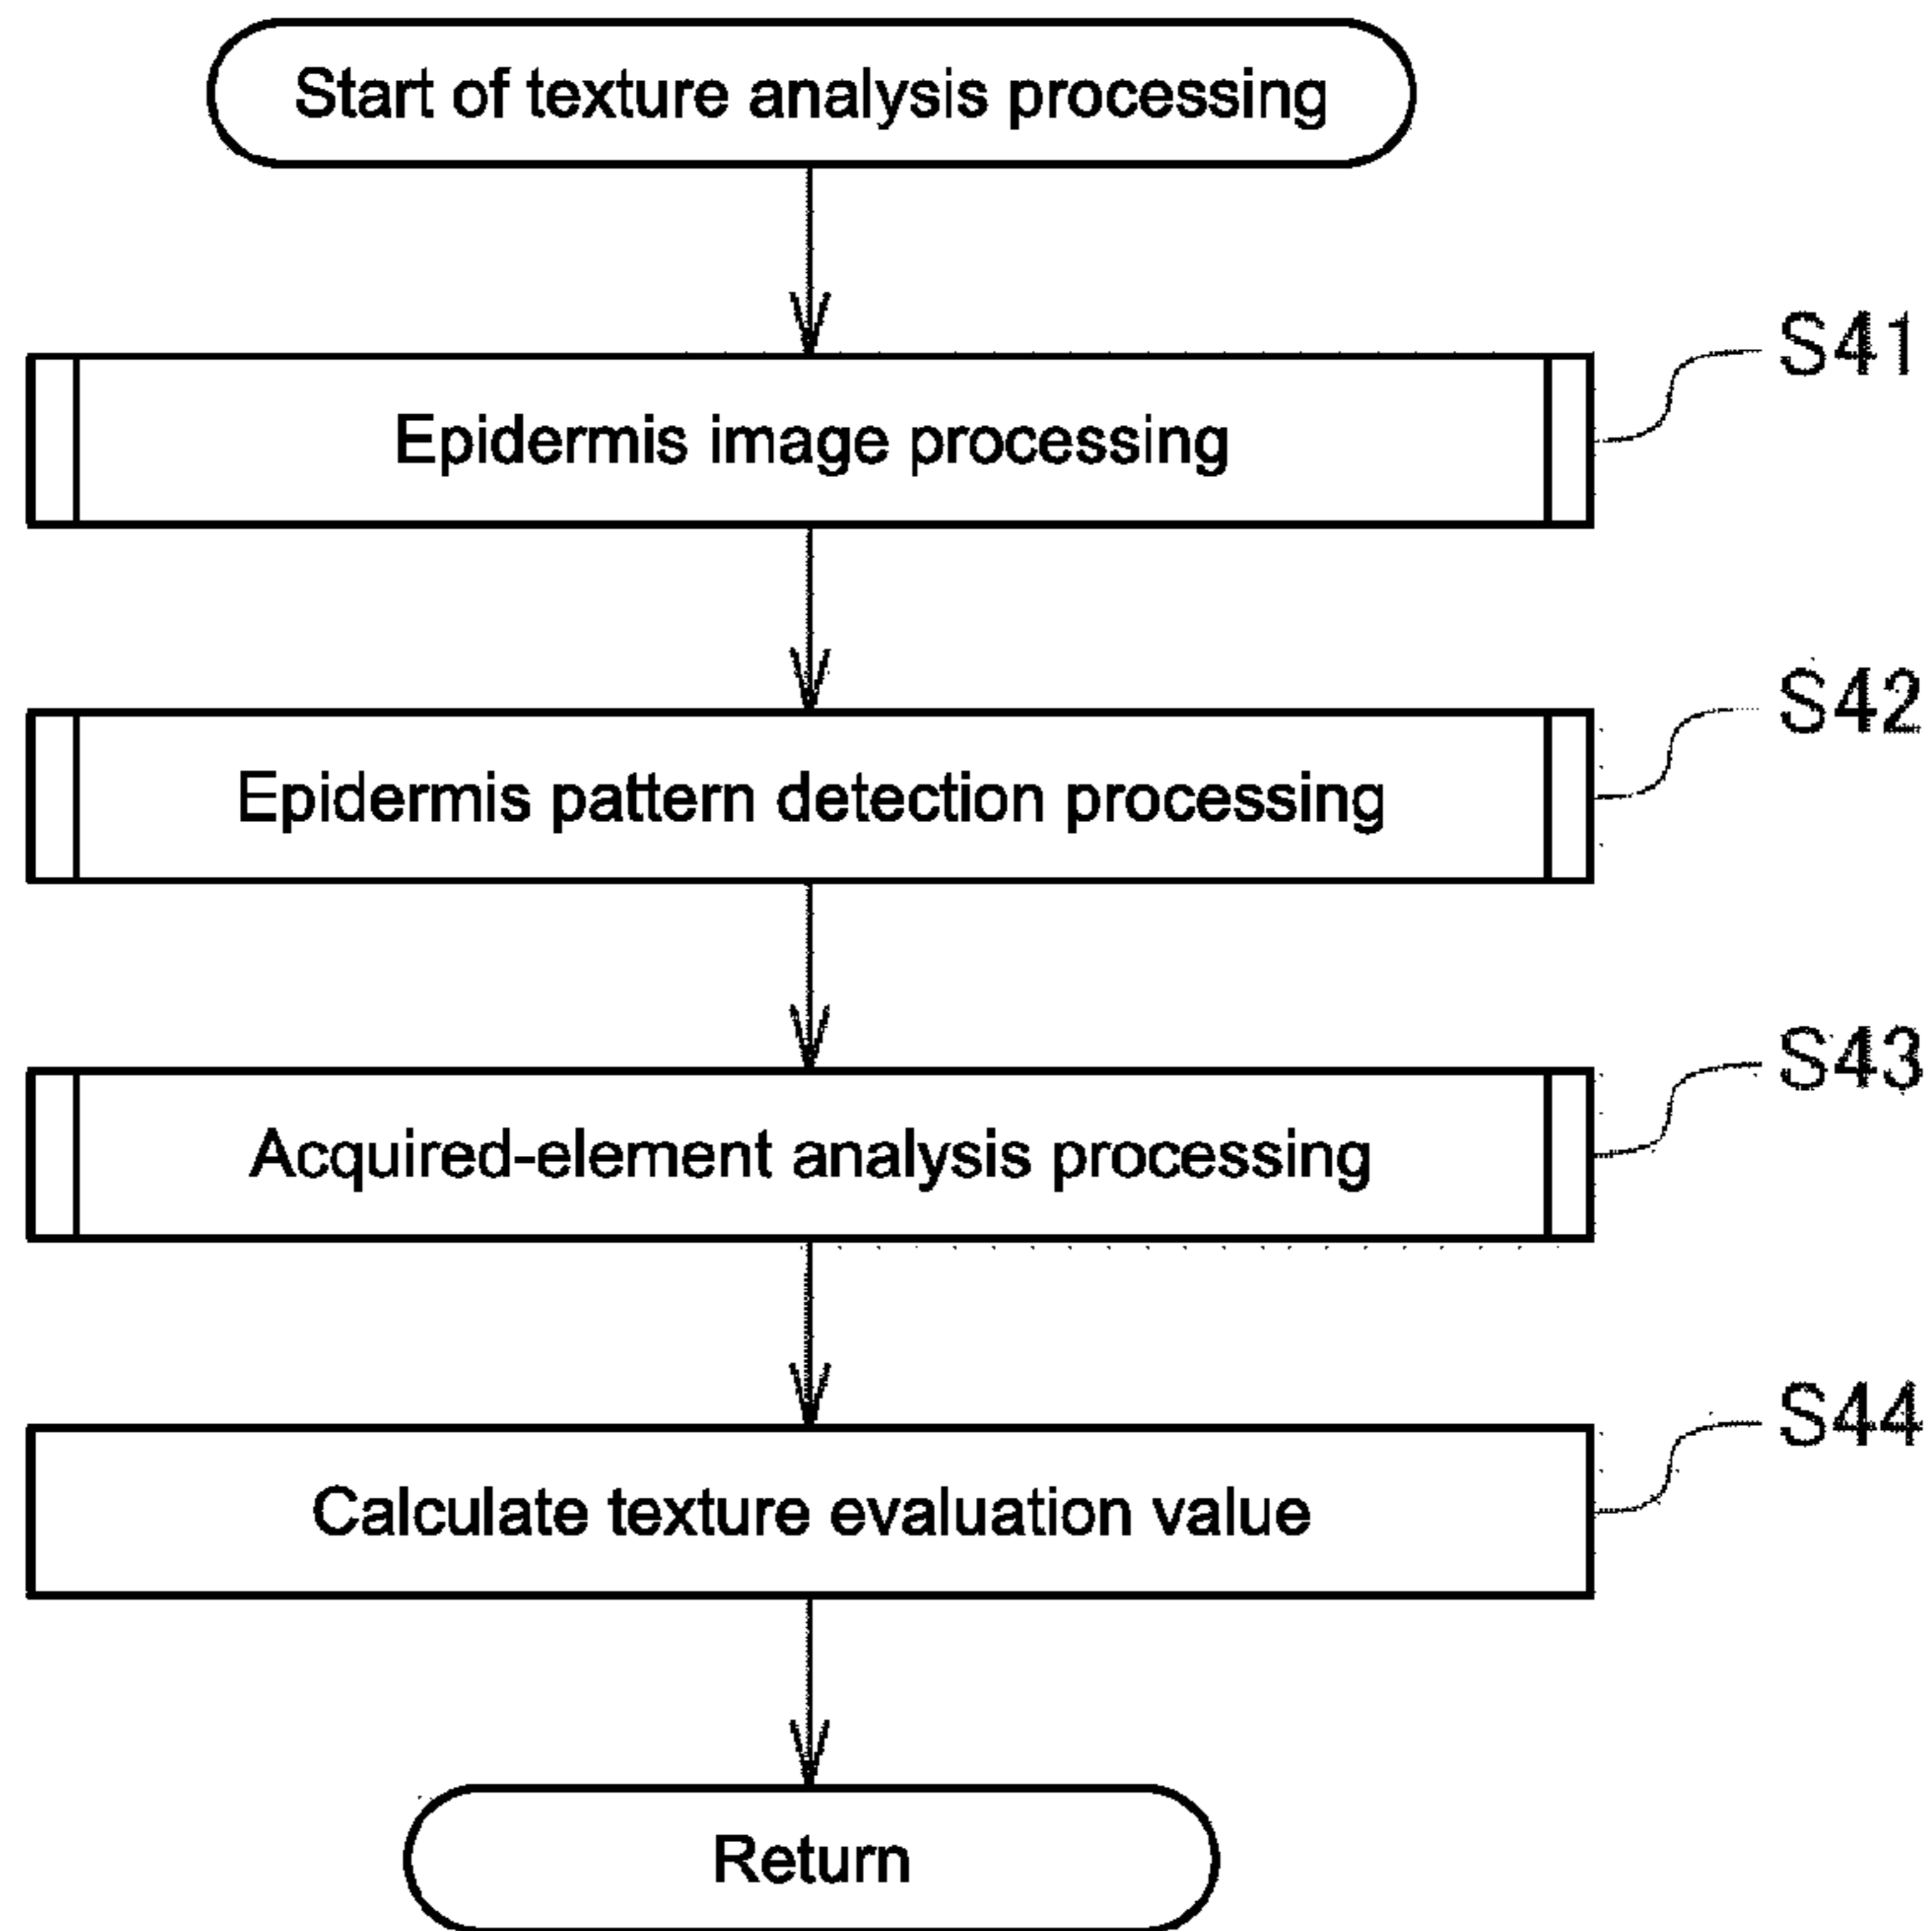 Start of texture analysis processing
S41
Epidermis image processing
S42
Epidermis pattern detection processing
S43
Acquired-element analysis processing
S44
Calculate texture evaluation value
Return